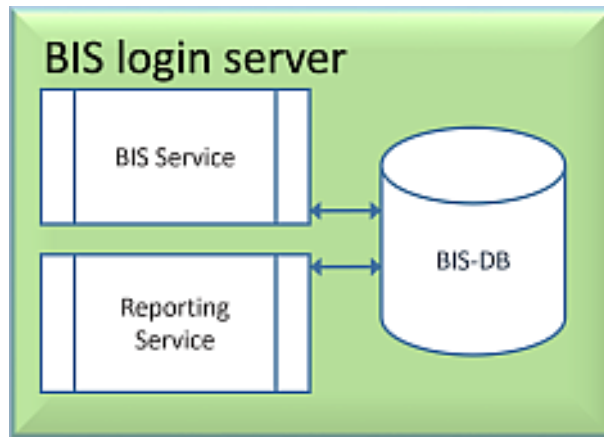 BIS login server
BIS Service
BIS-DB
Reporting
Service